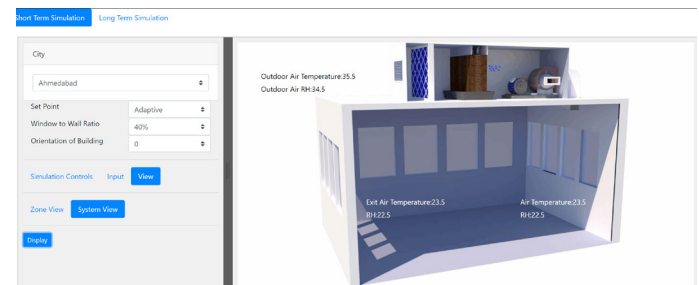 Short Term Simulation Long Term Simulation
City
Ahmedabad
Set Point Adaptive
Window to Wall Ratio 40%
Orientation of Building 0
Simulation Controls Input View
Zone View System View
Display
Outdoor Air Temperature:35.5
Outdoor Air RH:34.5
Exit Air Temperature:23.5 Air Temperature:23.5
RH:22.5 RH:22.5